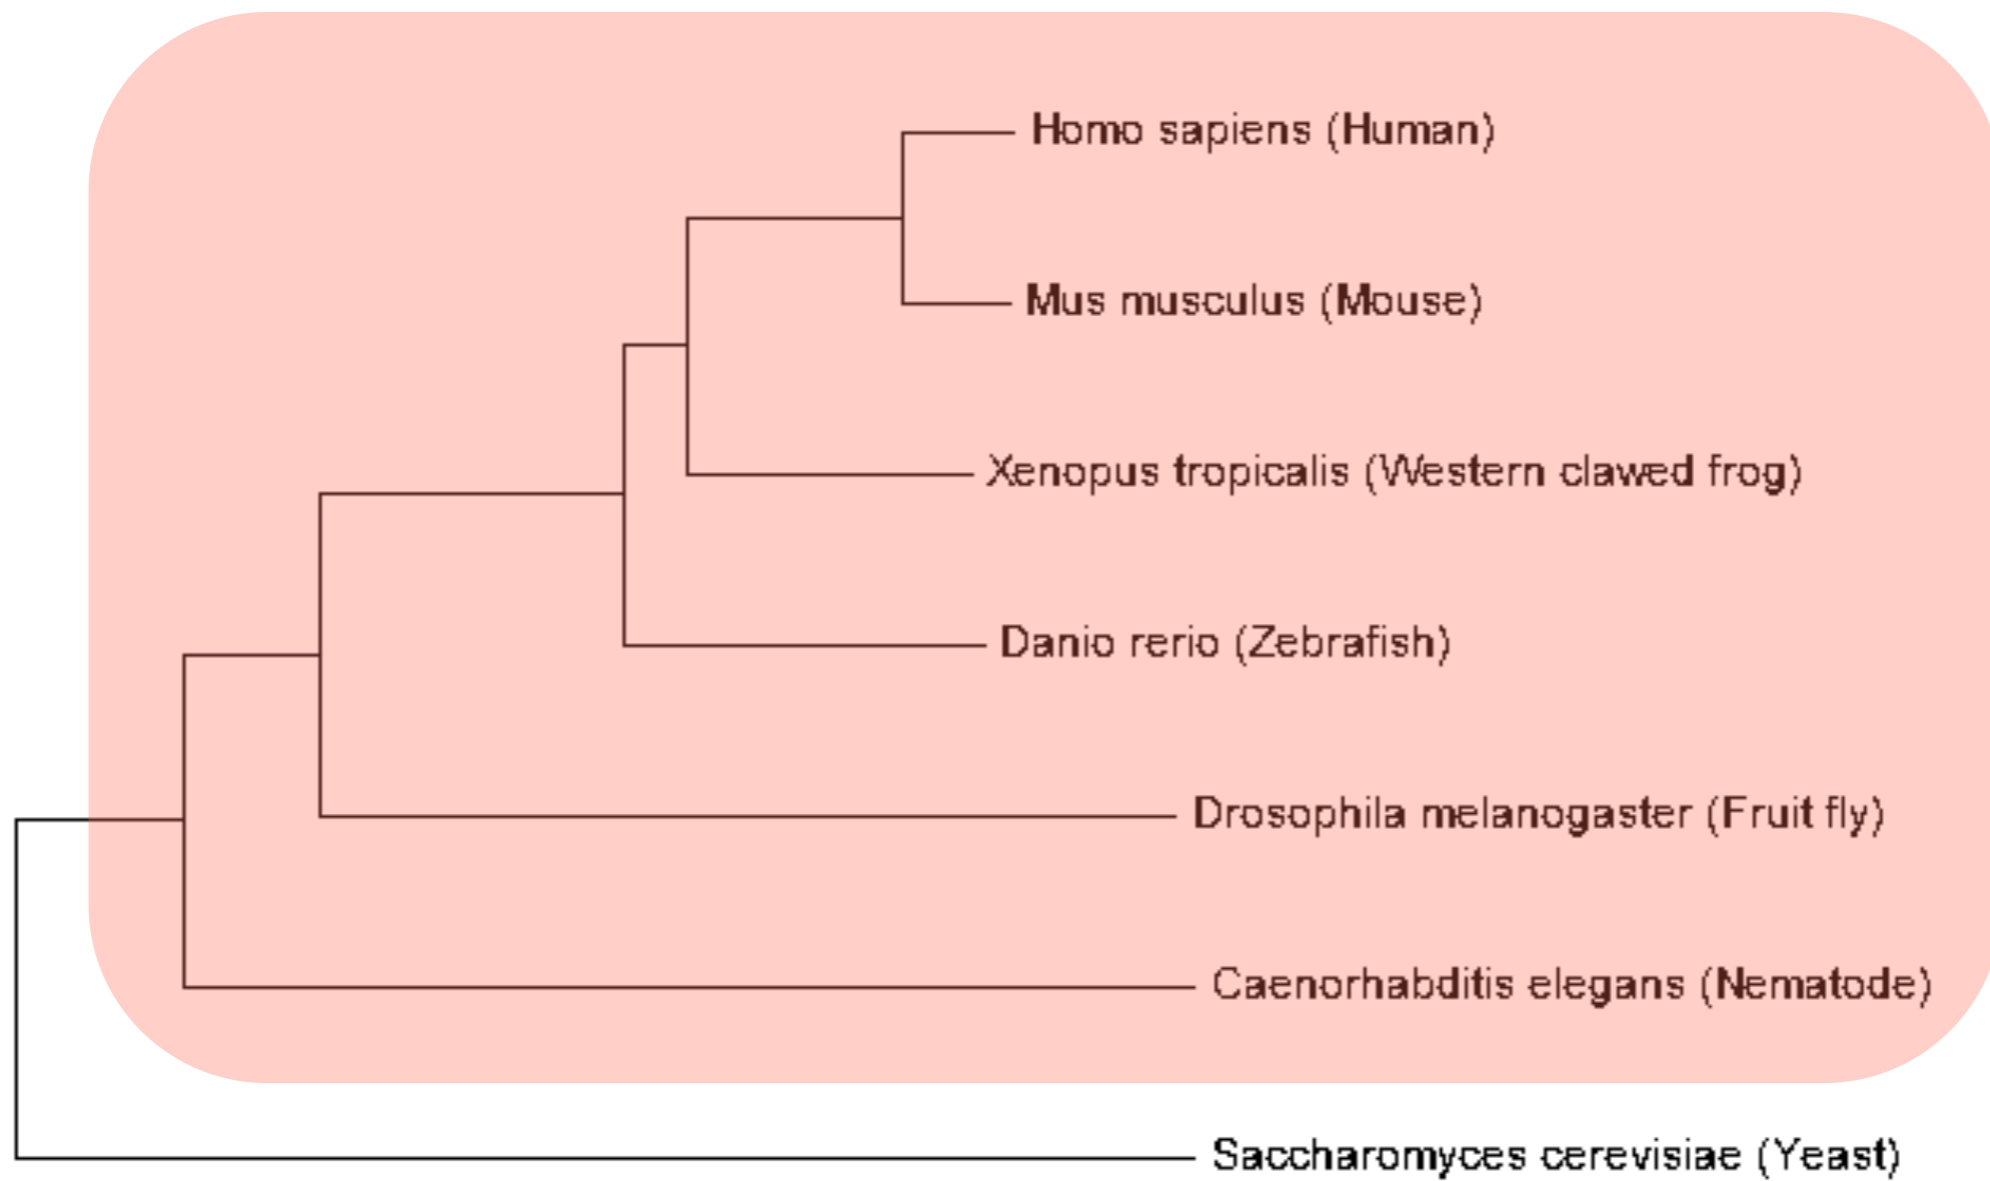 Homo sapiens (Human)
Mus musculus (Mouse)
Xenopus tropicalis (Western clawed frog)
Danio rerio (Zebrafish)
Drosophila melanogaster (Fruit fly)
Caenorhabditis elegans (Nematode)
Saccharomyces cerevisiae (Yeast)